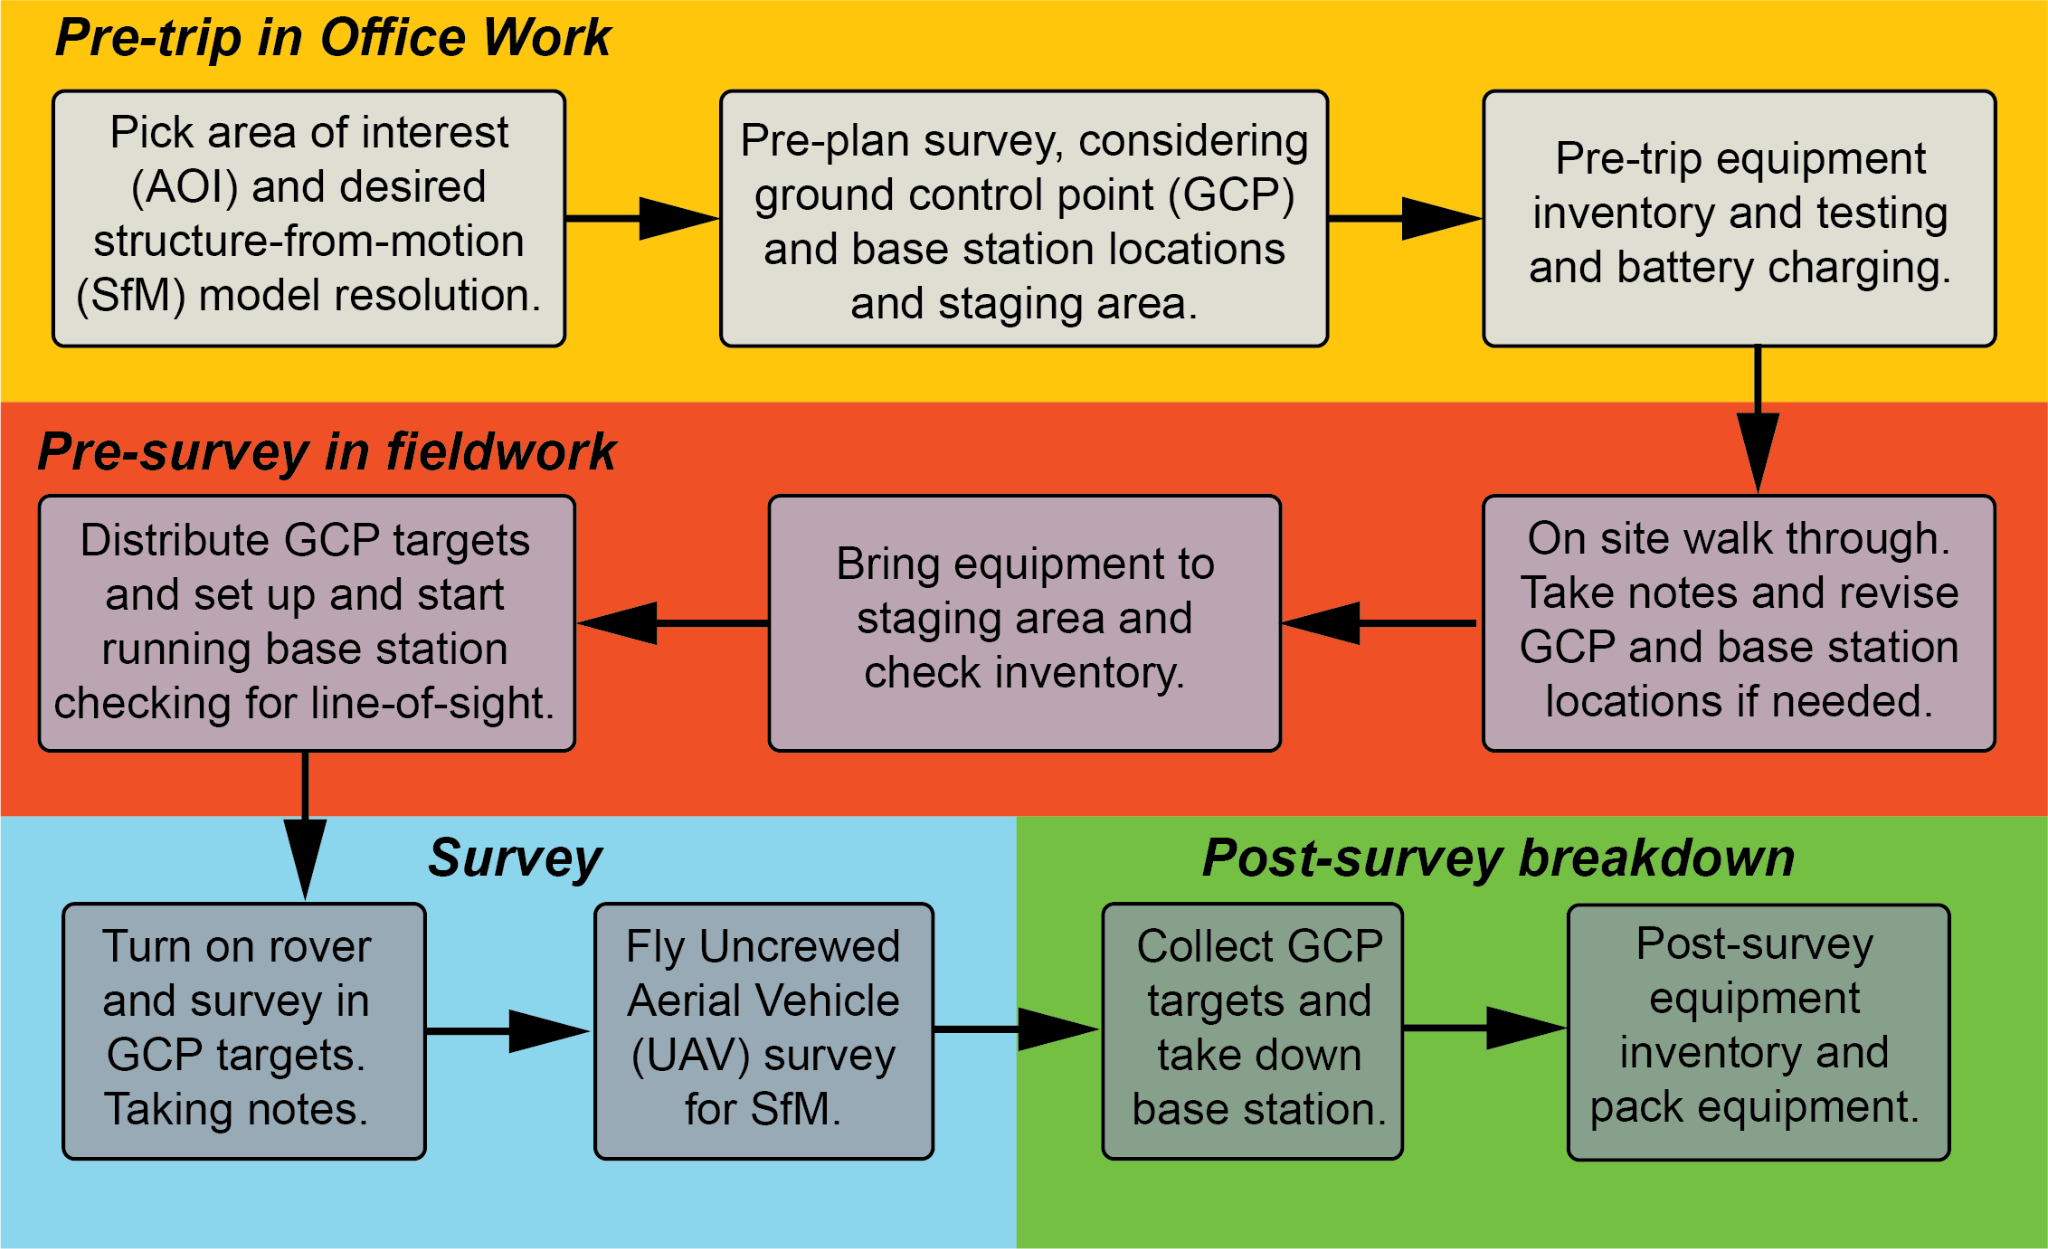 Pre-trip in Office Work
Pick area of interest
(AOI) and desired
structure-from-motion
(SfM) model resolution.
Pre-plan survey, considering
ground control point (GCP)
and base station locations
and staging area.
Pre-trip equipment
inventory and testing
and battery charging.
Pre-survey in fieldwork
On site walk through.
Take notes and revise
GCP and base station
locations if needed.
Bring equipment to
staging area and
check inventory.
Distribute GCP targets
and set up and start
running base station
checking for line-of-sight.
Survey
Turn on rover
and survey in
GCP targets.
Taking notes.
Fly Uncrewed
Aerial Vehicle
(UAV) survey
for SfM.
Post-survey breakdown
Collect GCP
targets and
take down
base station.
Post-survey
equipment
inventory and
pack equipment.